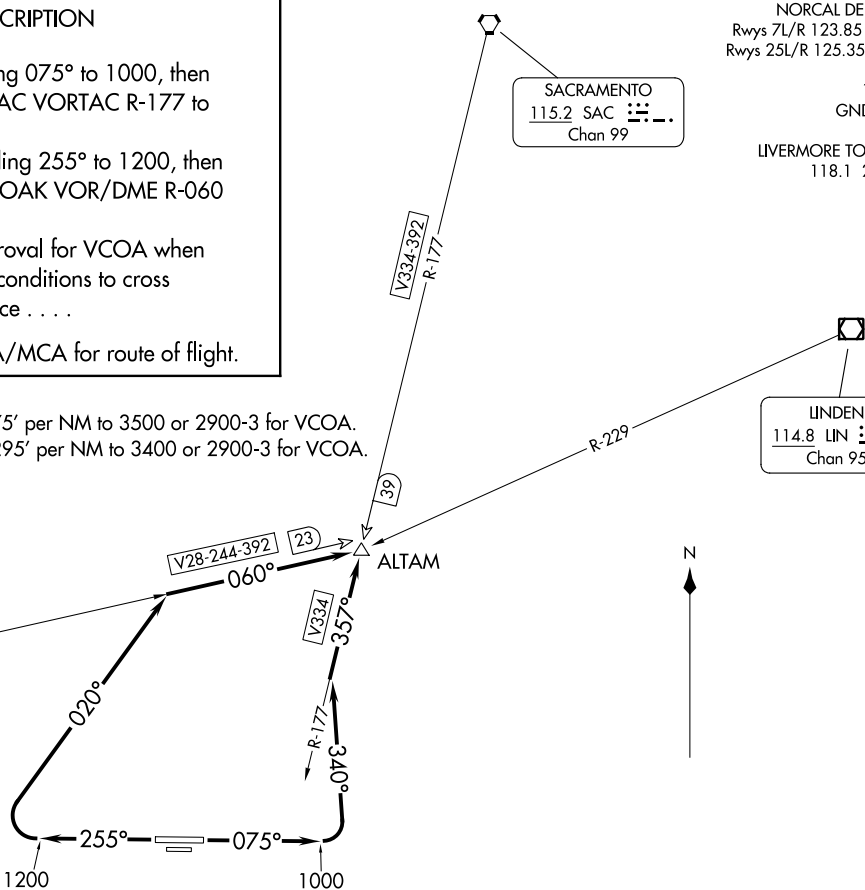 CRIPTION
ng 075° to 1000, then
AC VORTAC R-177 to
ling 255° to 1200, then
OAK VOR/DME R-060
roval for VCOA when
conditions to cross
ce . . . .
A/MCA for route of flight.
75' per NM to 3500 or 2900-3 for VCOA.
295' per NM to 3400 or 2900-3 for VCOA.
NORCAL DE
Rwys 7L/R 123.85
Rwys 25L/R 125.35
GND
LIVERMORE TO
118.1 2
SACRAMENTO
115.2 SAC
Chan 99
V334-392
R-177
LINDEN
114.8 LIN
Chan 95
R-229
39
V28-244-392
23
ALTAM
060°
V334
357°
N
020°
R-177
340°
255°
075°
1200
1000